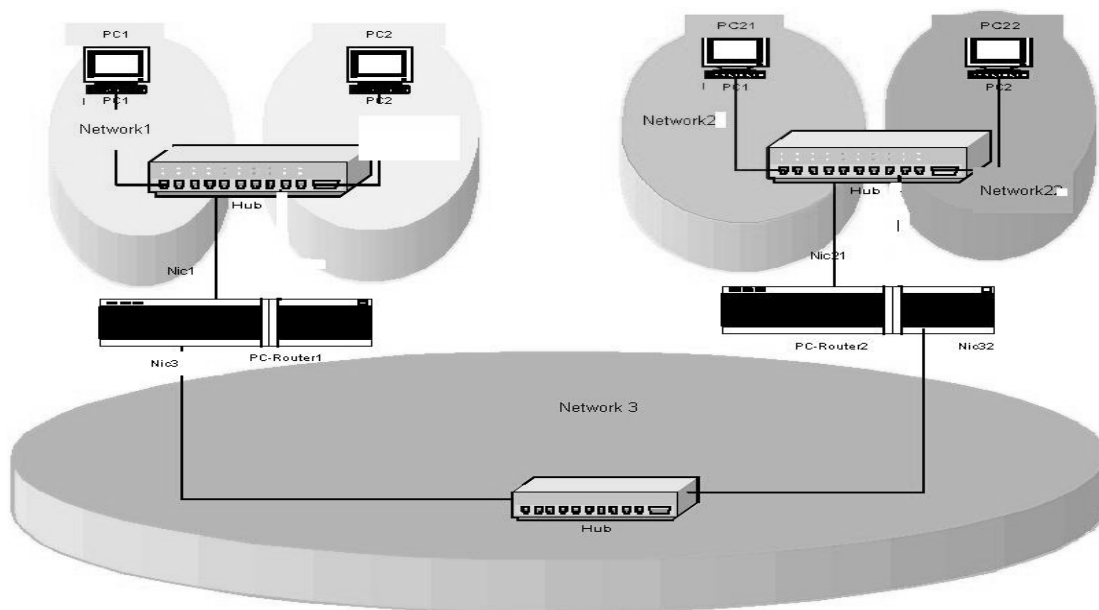 PC1
PC2
PC21
PC22
PC1
PC2
PC1
PC2
Network1
Network2
Hub
Hub
Network22
Nic1
Nic21
Nic3
PC-Router1
PC-Router2
Nic32
Network 3
Hub